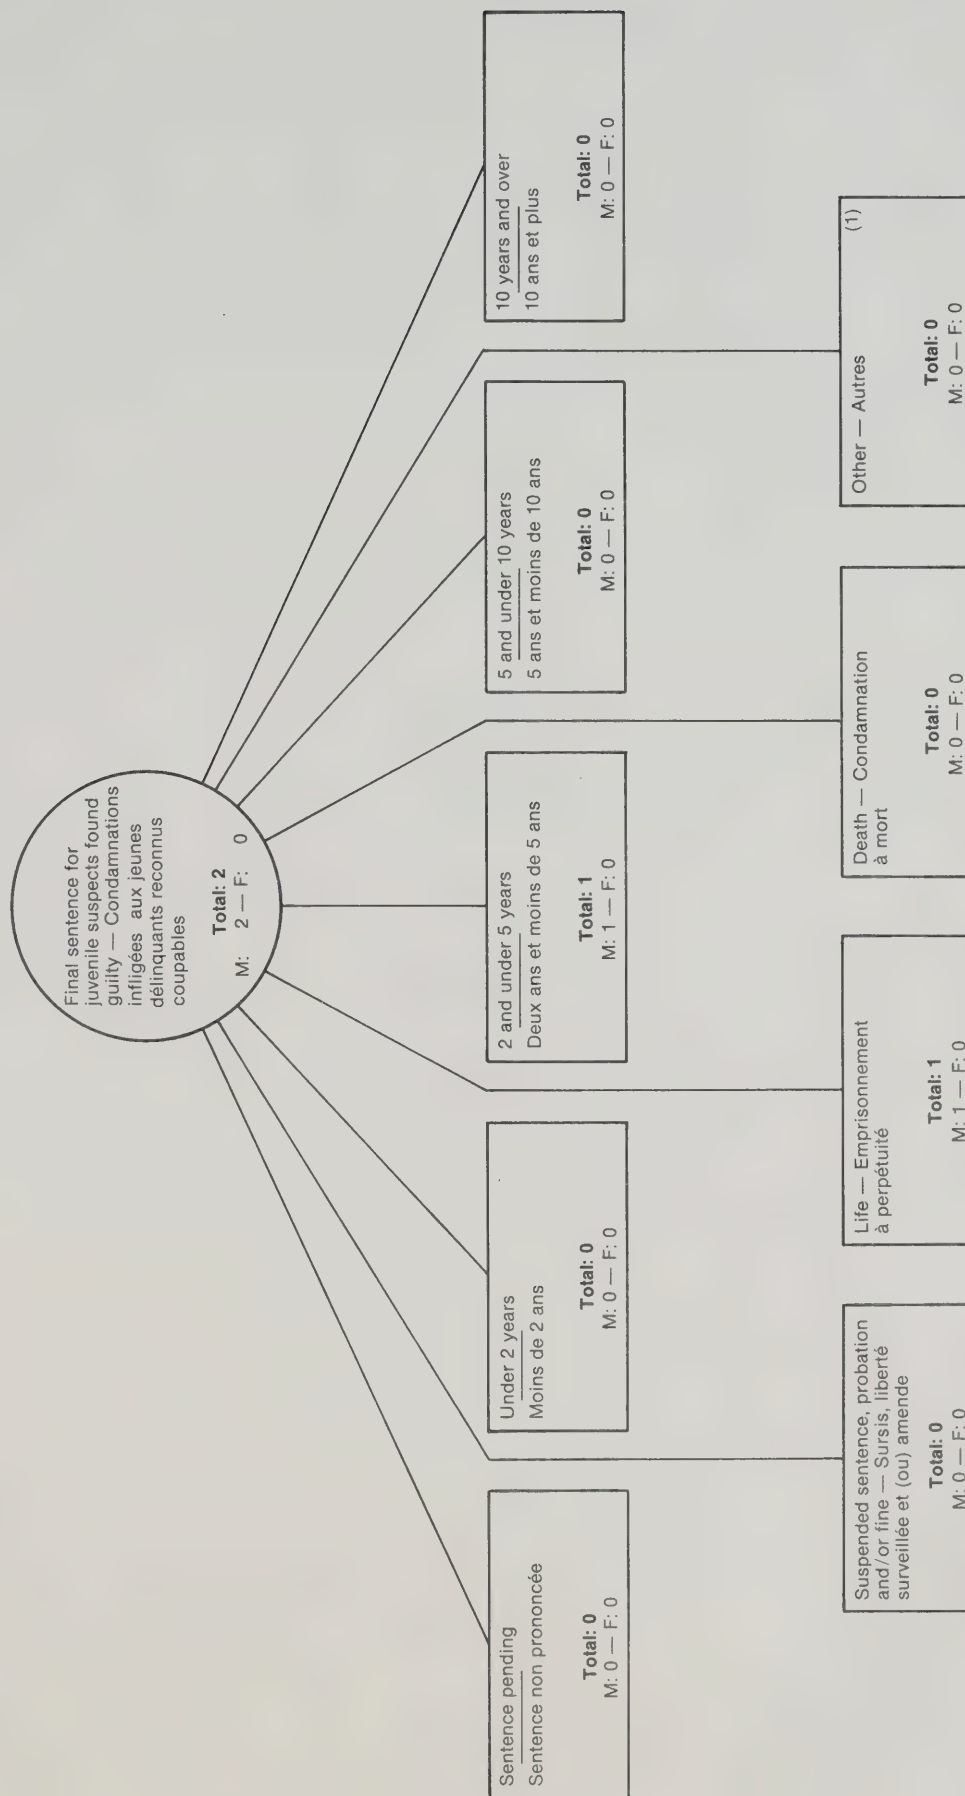 Final sentence for
juvenile suspects found
guilty — Condamnations
infligées aux jeunes
délinquants reconnus
coupables
Total: 2
M: 2 — F: 0
Sentence pending
Sentence non prononcée
Total: 0
M: 0 — F: 0
Under 2 years
Moins de 2 ans
Total: 0
M: 0 — F: 0
2 and under 5 years
Deux ans et moins de 5 ans
Total: 1
M: 1 — F: 0
5 and under 10 years
5 ans et moins de 10 ans
Total: 0
M: 0 — F: 0
10 years and over
10 ans et plus
Total: 0
M: 0 — F: 0
Suspended sentence, probation
and/or fine — Sursis, liberté
surveillée et (ou) amende
Total: 0
M: 0 — F: 0
Life — Emprisonnement
à perpétuité
Total: 1
M: 1 — F: 0
Death — Condamnation
à mort
Total: 0
M: 0 — F: 0
(1)
Other — Autres
Total: 0
M: 0 — F: 0